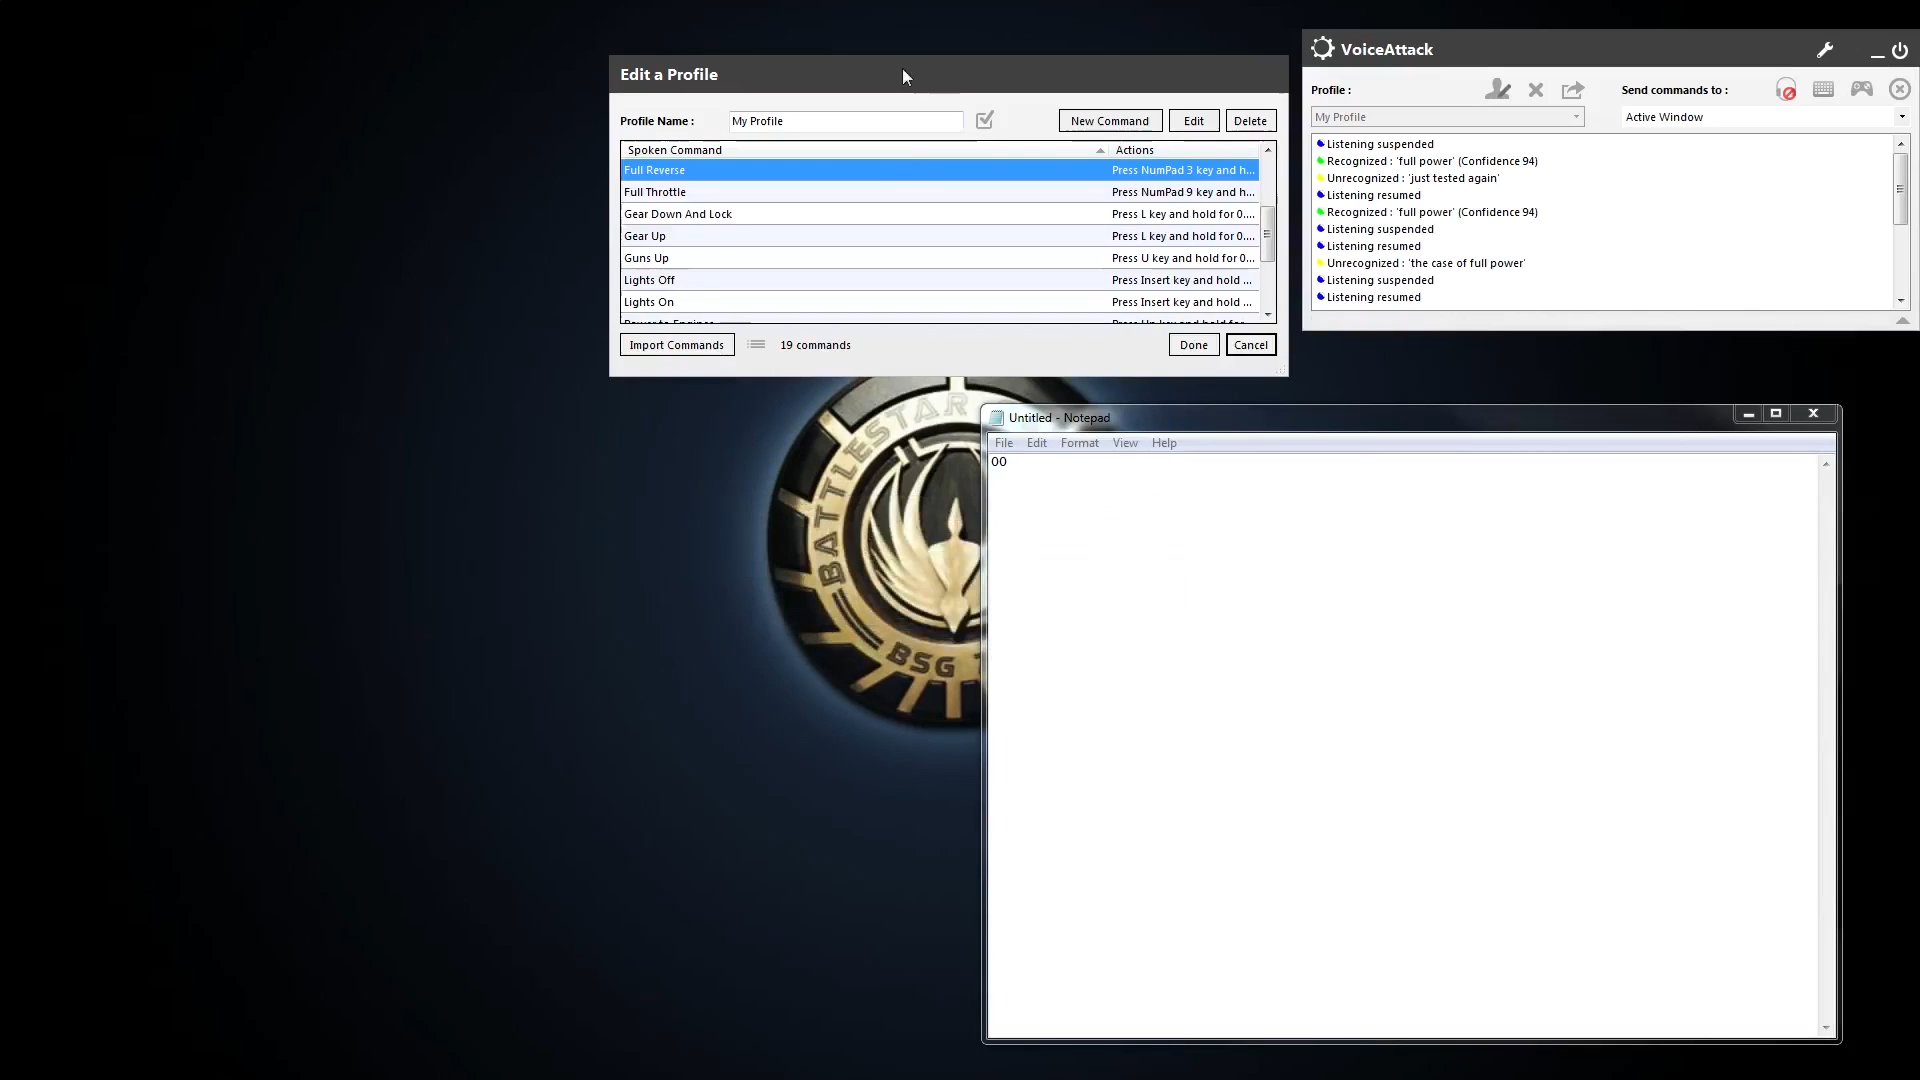 Edit a Profile
Profile Name :
My Profile
New Command
Edit
Delete
Spoken Command
Actions
Full Reverse
Press NumPad 3 key and h...
Full Throttle
Press NumPad 9 key and h...
Gear Down And Lock
Press L key and hold for 0....
Gear Up
Press L key and hold for 0....
Guns Up
Press U key and hold for 0...
Lights Off
Press Insert key and hold ...
Lights On
Press Insert key and hold ...
Import Commands
19 commands
Done
Cancel
VoiceAttack
Profile :
Send commands to :
My Profile
Active Window
Listening suspended
Recognized : 'full power' (Confidence 94)
Unrecognized : 'just tested again'
Listening resumed
Recognized : 'full power' (Confidence 94)
Listening suspended
Listening resumed
Unrecognized : 'the case of full power'
Listening suspended
Listening resumed
Untitled - Notepad
File Edit Format View Help
00
BATTLESTAR
BSG